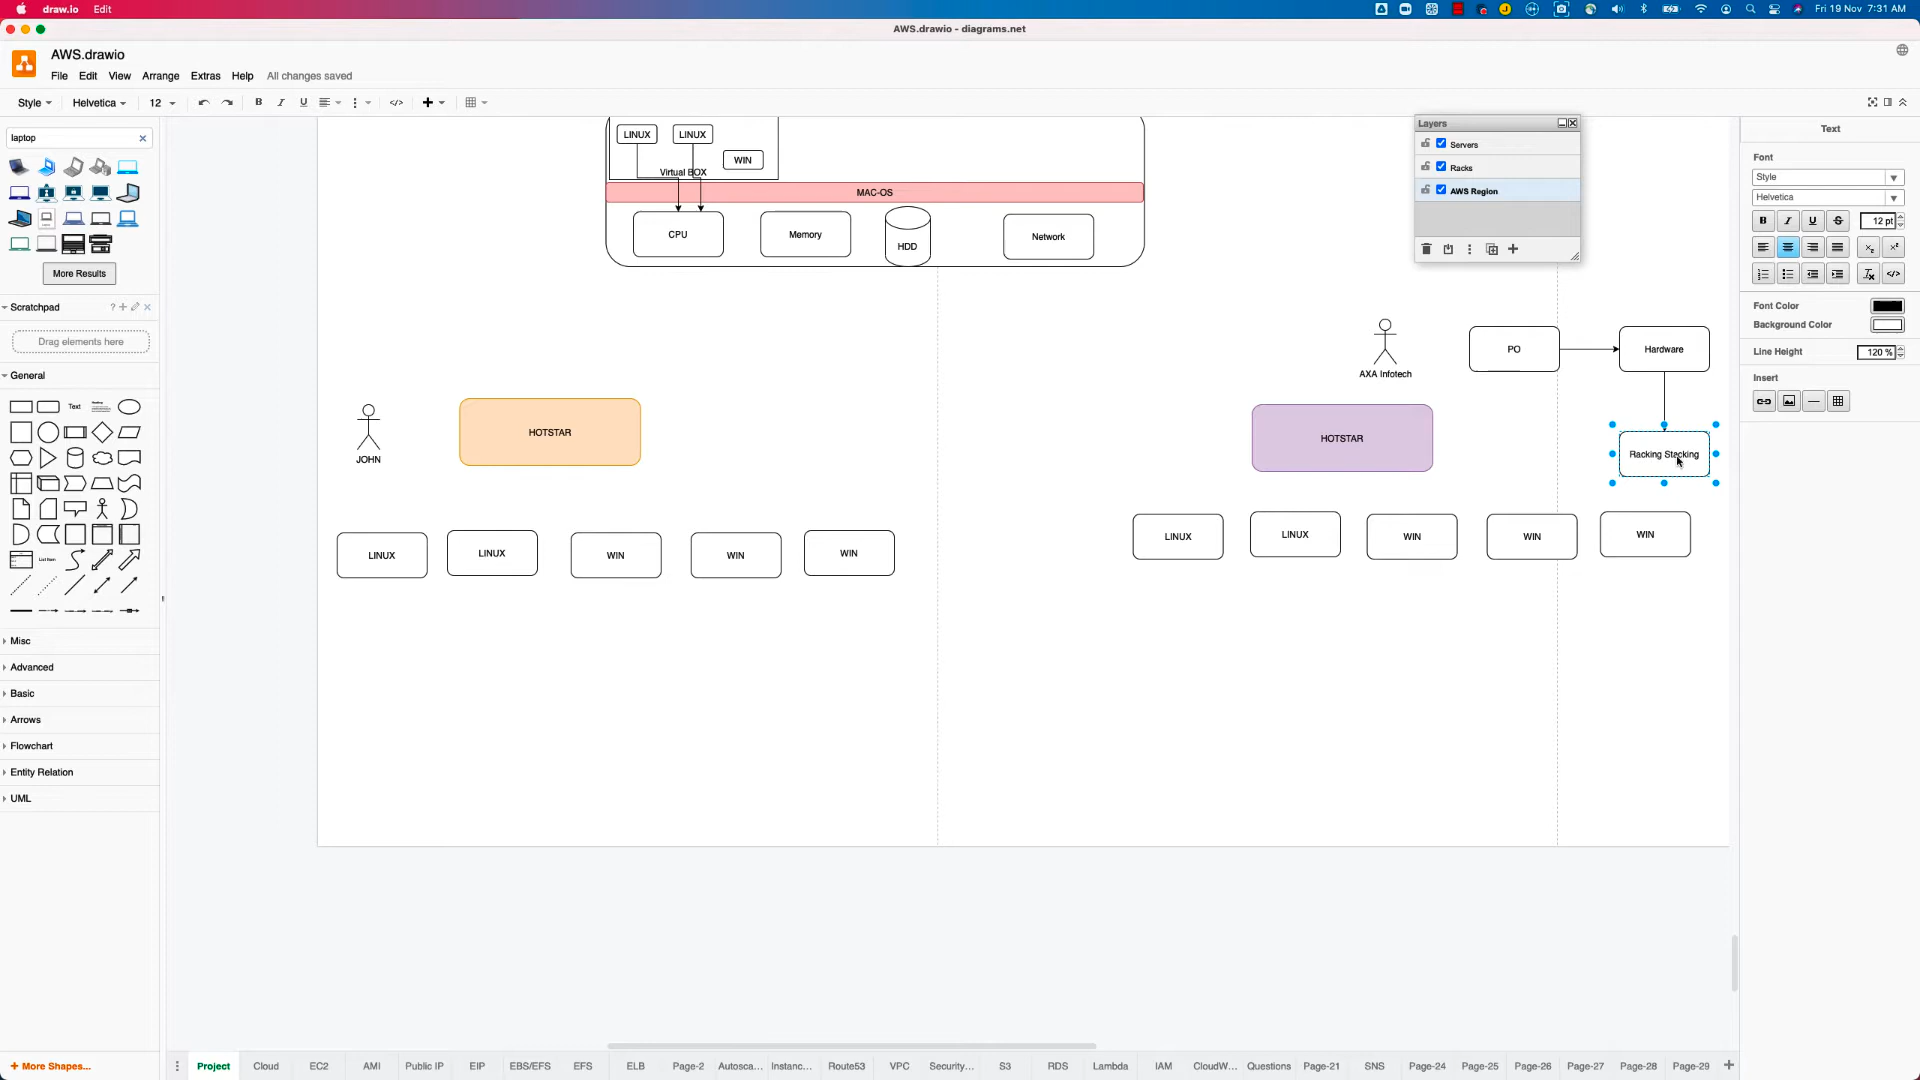 draw.io Edit
Fri 19 Nov 7:31 AM
AWS.drawio - diagrams.net
AWS.drawio
File Edit View Arrange Extras Help All changes saved
Style Helvetica 12 B I U
laptop
More Results
Scratchpad
Drag elements here
General
Text
Heading
List Item
Misc
Advanced
Basic
Arrows
Flowchart
Entity Relation
UML
+ More Shapes...
LINUX LINUX
WIN
Virtual BOX
MAC-OS
CPU Memory HDD Network
Layers
Servers
Racks
AWS Region
AXA Infotech
PO Hardware
Racking Stacking
JOHN
HOTSTAR
HOTSTAR
LINUX LINUX WIN WIN WIN
LINUX LINUX WIN WIN WIN
Text
Font
Style
Helvetica
B I U S 12 pt
Font Color
Background Color
Line Height 120 %
Insert
Project Cloud EC2 AMI Public IP EIP EBS/EFS EFS ELB Page-2 Autosca... Instanc... Route53 VPC Security... S3 RDS Lambda IAM CloudW... Questions Page-21 SNS Page-24 Page-25 Page-26 Page-27 Page-28 Page-29